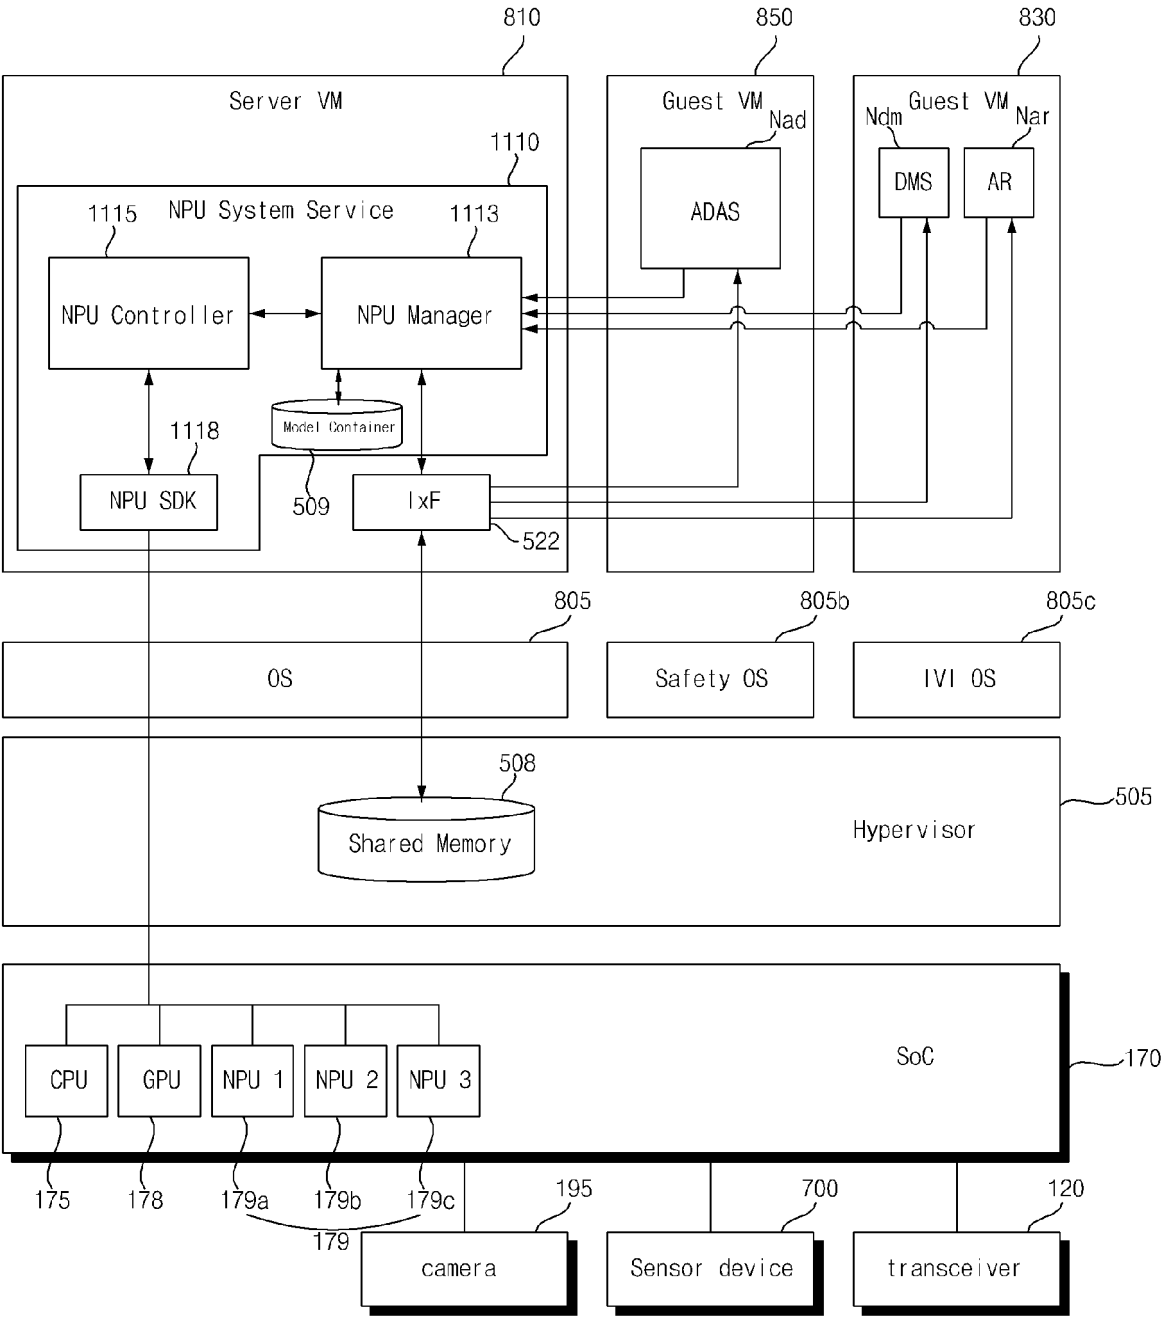 810
850
830
Server VM
Guest VM
Guest VM
Nad
Ndm
Nar
1110
DMS
AR
NPU System Service
ADAS
1115
1113
NPU Controller
NPU Manager
Model Container
1118
509
NPU SDK
IxF
522
805
805b
805c
OS
Safety OS
IVI OS
508
505
Shared Memory
Hypervisor
SoC
170
CPU
GPU
NPU 1
NPU 2
NPU 3
175
178
179a
179b
179c
179
195
700
120
camera
Sensor device
transceiver